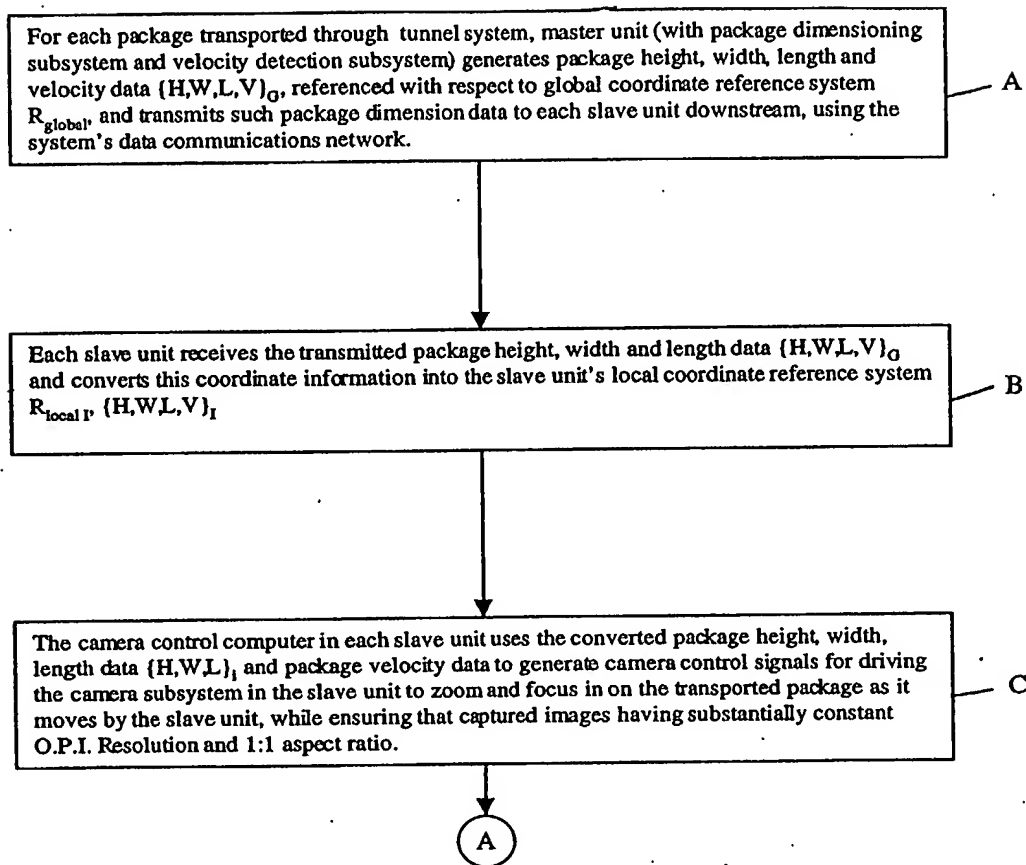 For each package transported through tunnel system, master unit (with package dimensioning
subsystem and velocity detection subsystem) generates package height, width, length and
velocity data {H,W,L,V}G, referenced with respect to global coordinate reference system
Rglobal, and transmits such package dimension data to each slave unit downstream, using the
system's data communications network.
A
Each slave unit receives the transmitted package height, width and length data {H,W,L,V}G
and converts this coordinate information into the slave unit's local coordinate reference system
Rlocal I, {H,W,L,V}I
B
The camera control computer in each slave unit uses the converted package height, width,
length data {H,W,L}i and package velocity data to generate camera control signals for driving
the camera subsystem in the slave unit to zoom and focus in on the transported package as it
moves by the slave unit, while ensuring that captured images having substantially constant
O.P.I. Resolution and 1:1 aspect ratio.
C
A